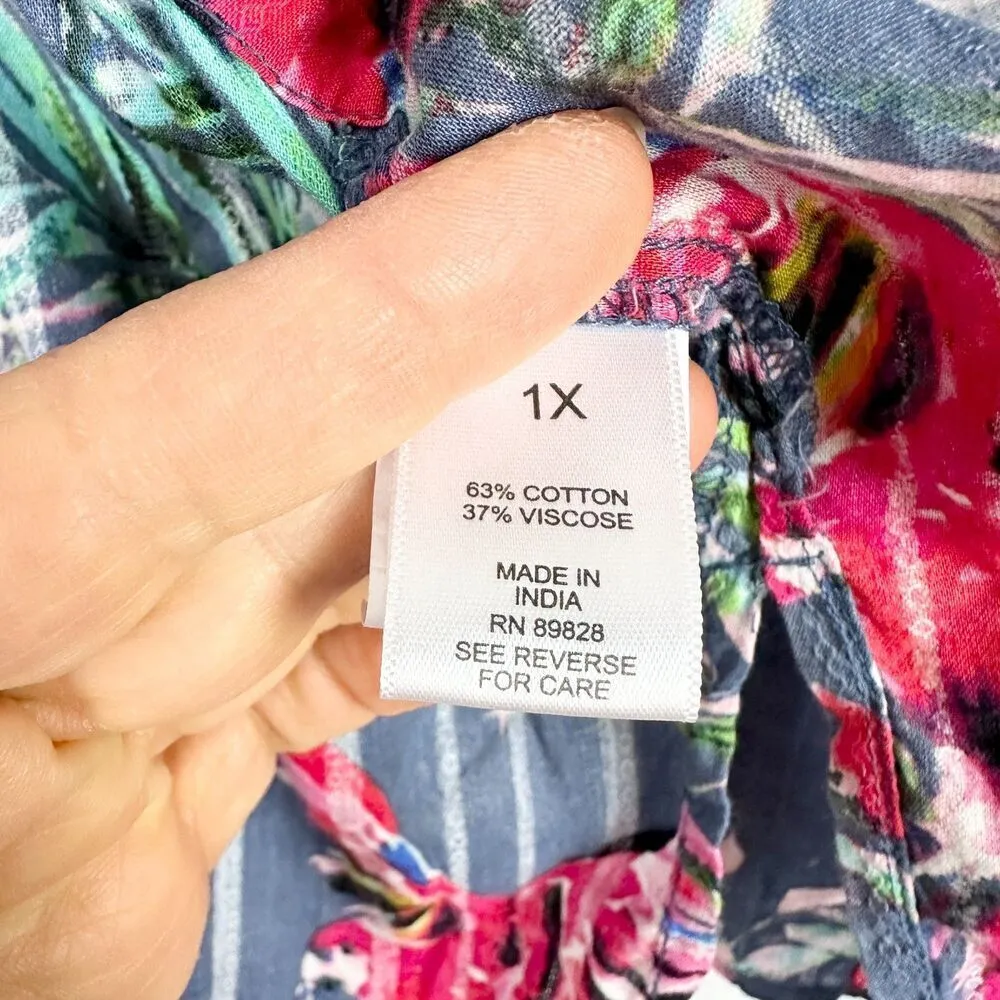 1X
63% COTTON
37% VISCOSE
MADE IN
INDIA
RN 89828
SEE REVERSE
FOR CARE